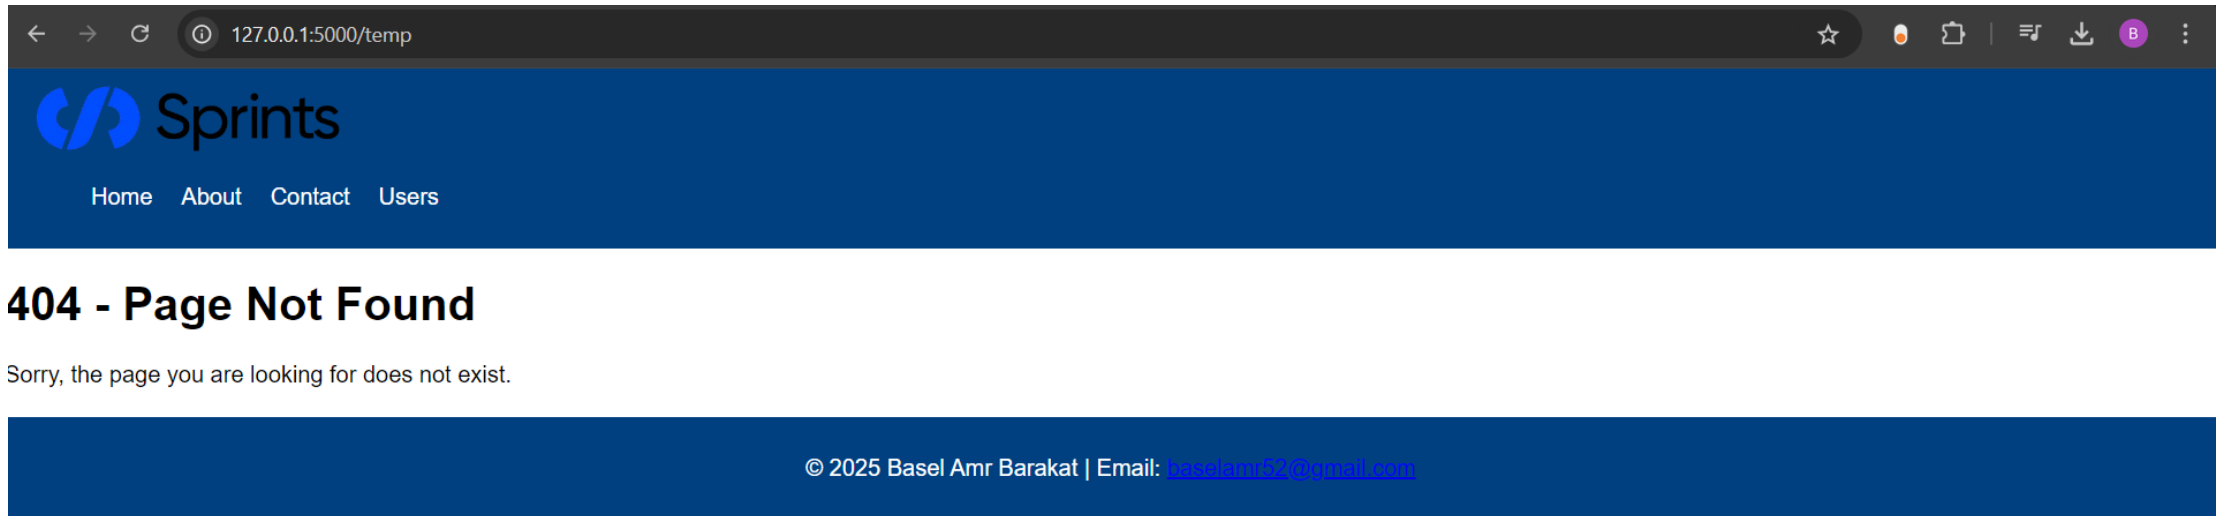 127.0.0.1:5000/temp
B
Sprints
Home About Contact Users
404 - Page Not Found
Sorry, the page you are looking for does not exist.
© 2025 Basel Amr Barakat | Email: baselamr52@gmail.com